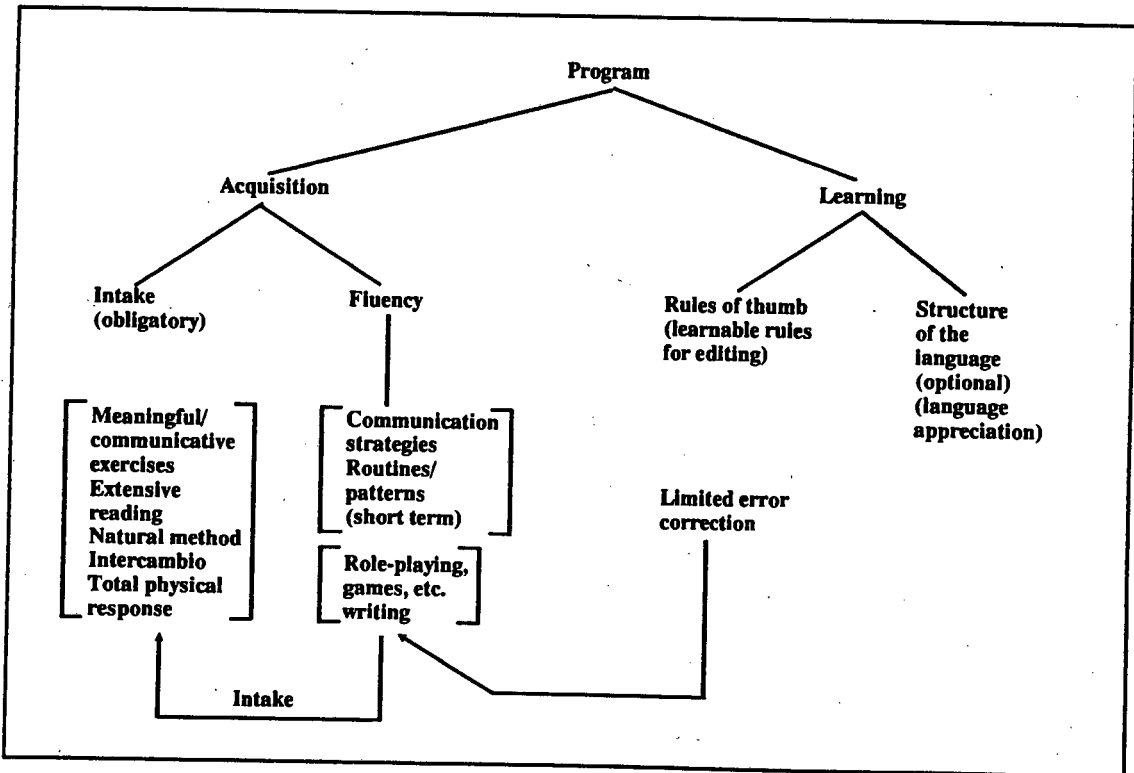 Program
Acquisition
Learning
Intake
(obligatory)
Fluency
Rules of thumb
(learnable rules
for editing)
Structure
of the
language
(optional)
(language
appreciation)
Meaningful/
communicative
exercises
Extensive
reading
Natural method
Intercambio
Total physical
response
Communication
strategies
Routines/
patterns
(short term)
Role-playing,
games, etc.
writing
Limited error
correction
Intake